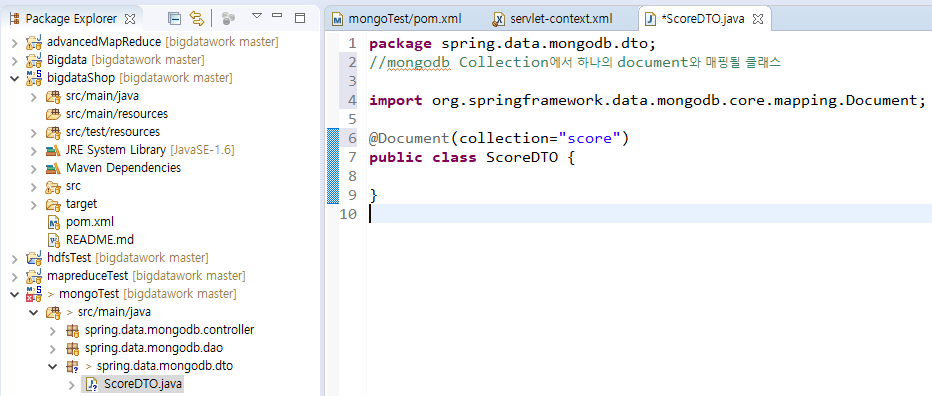 Package Explorer
advancedMapReduce [bigdatawork master]
Bigdata [bigdatawork master]
bigdataShop [bigdatawork master]
src/main/java
src/main/resources
src/test/resources
JRE System Library [JavaSE-1.6]
Maven Dependencies
src
target
pom.xml
README.md
hdfsTest [bigdatawork master]
mapreduceTest [bigdatawork master]
> mongoTest [bigdatawork master]
> src/main/java
spring.data.mongodb.controller
spring.data.mongodb.dao
> spring.data.mongodb.dto
ScoreDTO.java
mongoTest/pom.xml
servlet-context.xml
*ScoreDTO.java
1 package spring.data.mongodb.dto;
2 //mongodb Collection에서 하나의 document와 매핑될 클래스
3
4 import org.springframework.data.mongodb.core.mapping.Document;
5
6 @Document(collection="score")
7 public class ScoreDTO {
8
9 }
10